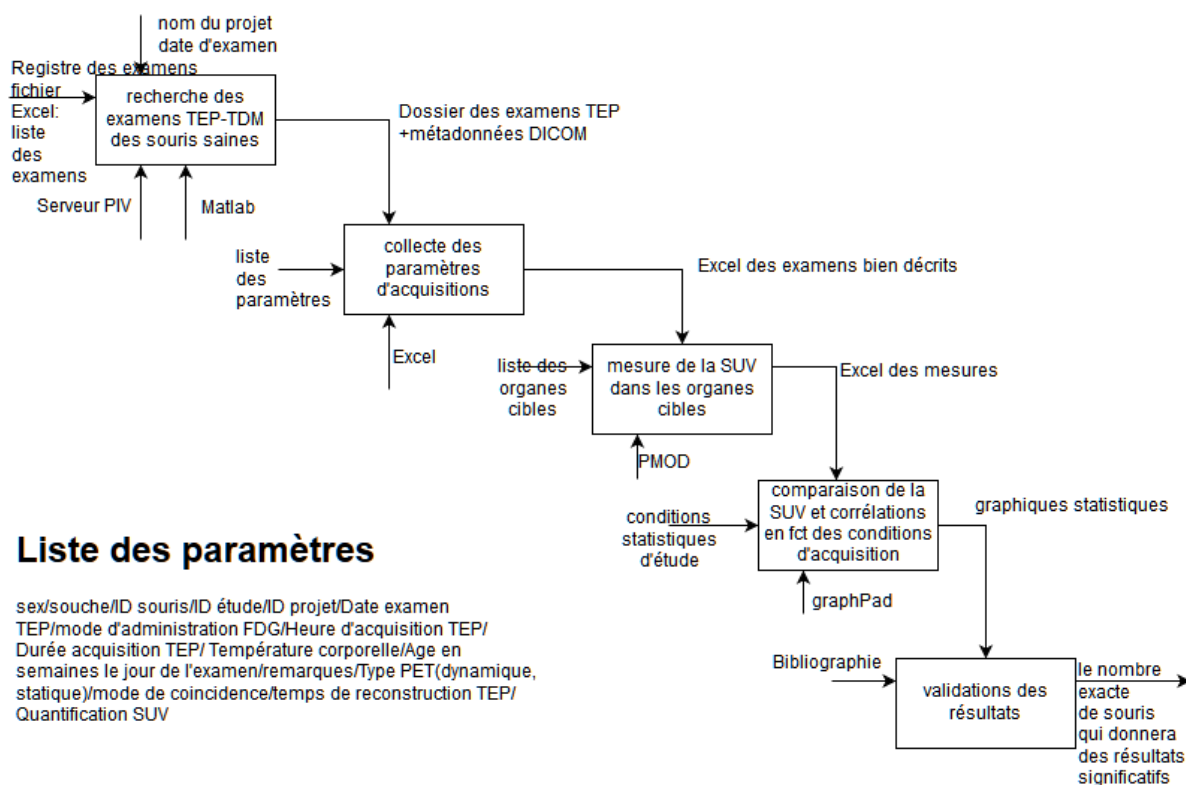 nom du projet
date d'examen
Registre des examens
fichier
Excel:
liste
des
examens
recherche des
examens TEP-TDM
des souris saines
Serveur PIV
Matlab
Dossier des examens TEP
+métadonnées DICOM
liste
des
paramètres
collecte des
paramètres
d'acquisitions
Excel
Excel des examens bien décrits
liste des
organes
cibles
mesure de la SUV
dans les organes
cibles
PMOD
Excel des mesures
conditions
statistiques
d'étude
comparaison de la
SUV et corrélations
en fct des conditions
d'acquisition
graphPad
graphiques statistiques
Bibliographie
validations des
résultats
le nombre
exacte
de souris
qui donnera
des résultats
significatifs
Liste des paramètres
sex/souche/ID souris/ID étude/ID projet/Date examen
TEP/mode d'administration FDG/Heure d'acquisition TEP/
Durée acquisition TEP/ Température corporelle/Age en
semaines le jour de l'examen/remarques/Type PET(dynamique,
statique)/mode de coincidence/temps de reconstruction TEP/
Quantification SUV